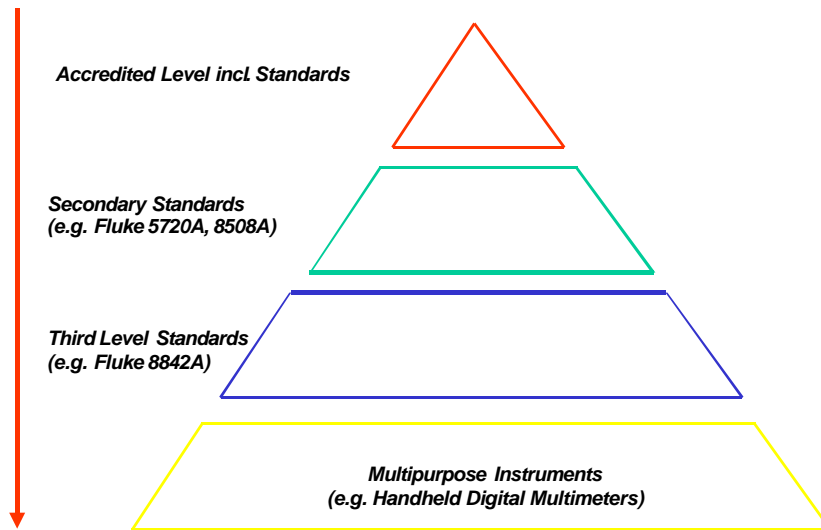 Accredited Level incl. Standards
Secondary Standards
(e.g. Fluke 5720A, 8508A)
Third Level Standards
(e.g. Fluke 8842A)
Multipurpose Instruments
(e.g. Handheld Digital Multimeters)